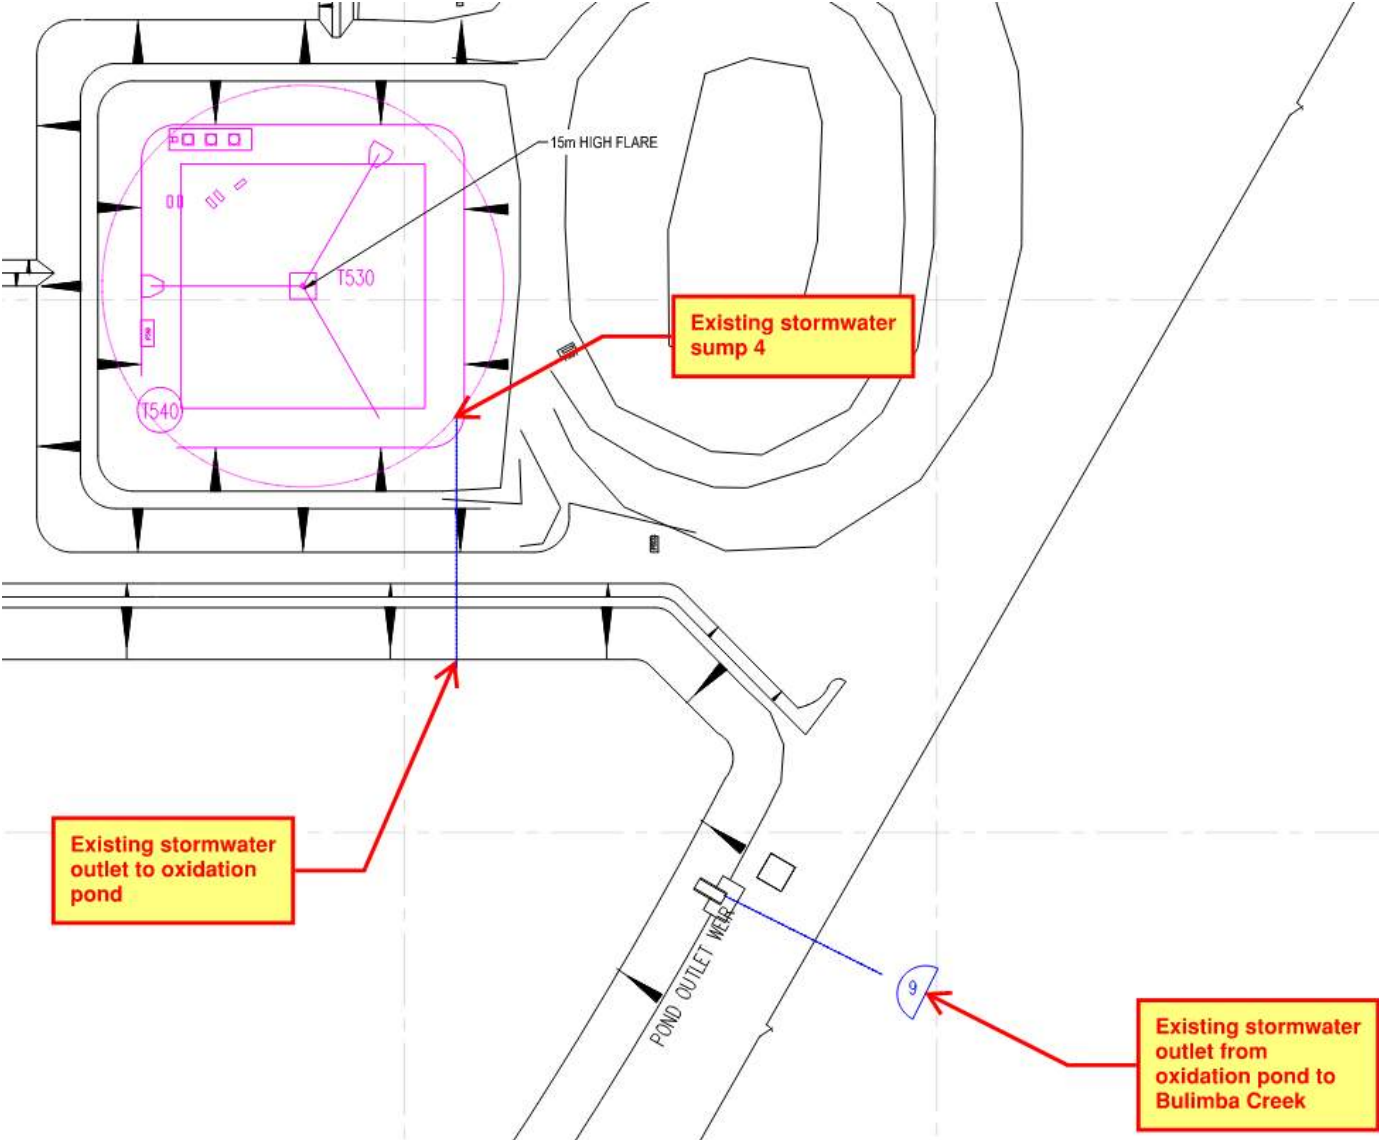 15m HIGH FLARE
T530
Existing stormwater
sump 4
T540
Existing stormwater
outlet to oxidation
pond
POND OUTLET WEIR
9
Existing stormwater
outlet from
oxidation pond to
Bulimba Creek